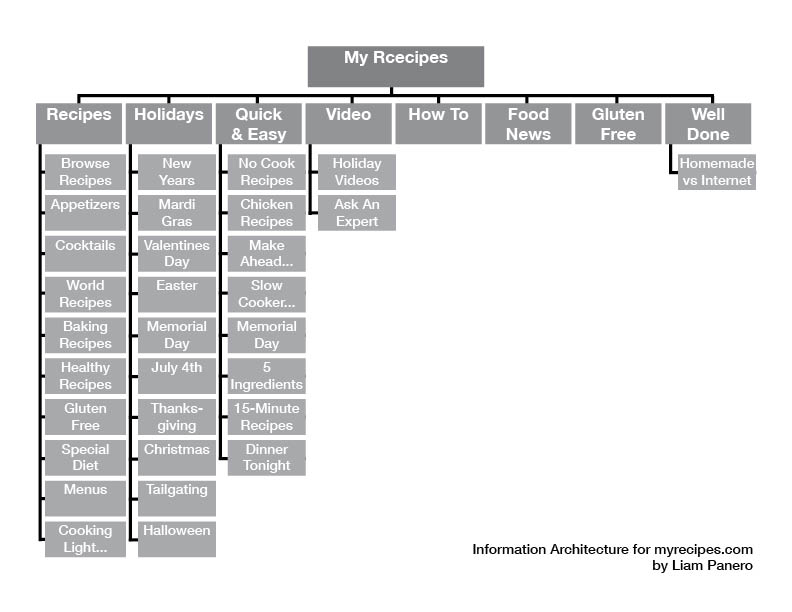 My Rcecipes
Recipes
Holidays
Quick
& Easy
Video
How To
Food
News
Gluten
Free
Well
Done
Browse
Recipes
Appetizers
Cocktails
World
Recipes
Baking
Recipes
Healthy
Recipes
Gluten
Free
Special
Diet
Menus
Cooking
Light...
New
Years
Mardi
Gras
Valentines
Day
Easter
Memorial
Day
July 4th
Thanks-
giving
Christmas
Tailgating
Halloween
No Cook
Recipes
Chicken
Recipes
Make
Ahead...
Slow
Cooker...
Memorial
Day
5
Ingredients
15-Minute
Recipes
Dinner
Tonight
Holiday
Videos
Ask An
Expert
Homemade
vs Internet
Information Architecture for myrecipes.com
by Liam Panero